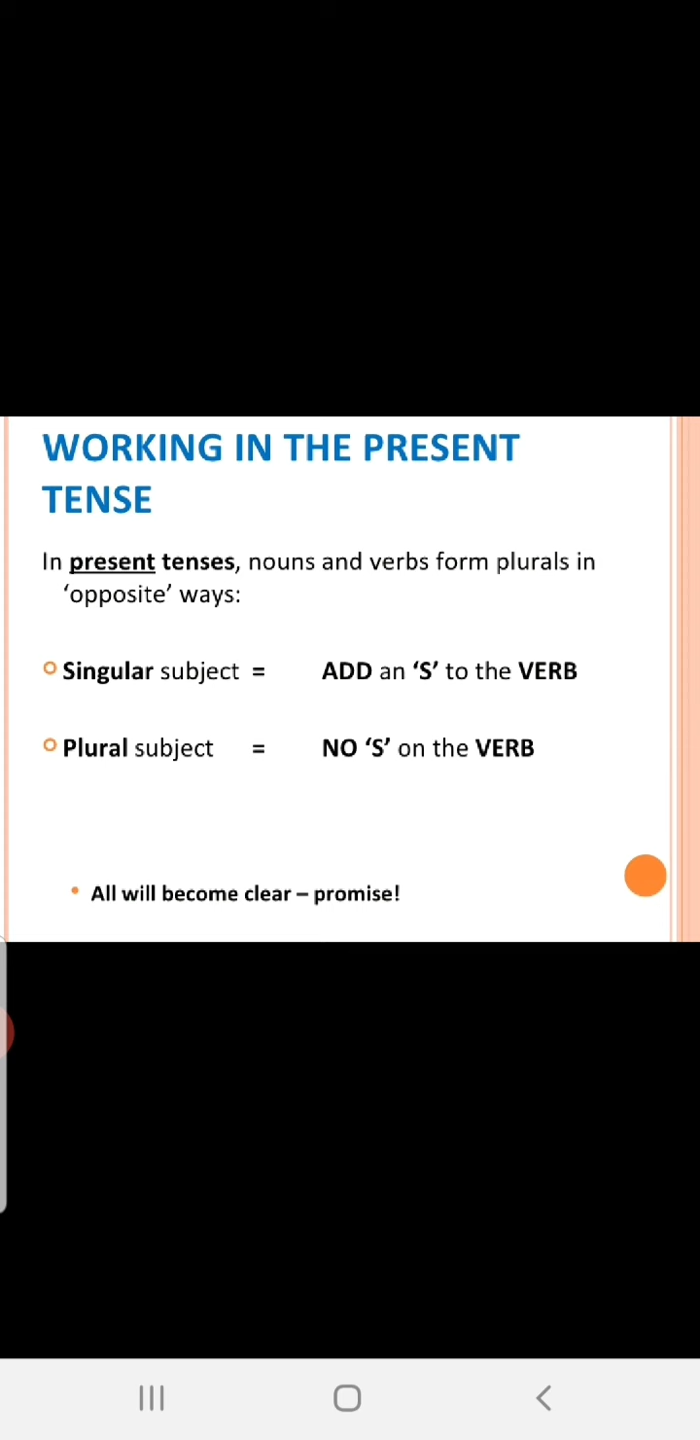 WORKING IN THE PRESENT
TENSE
In present tenses, nouns and verbs form plurals in
‘opposite’ ways:
Singular subject = ADD an ‘S’ to the VERB
Plural subject = NO ‘S’ on the VERB
• All will become clear – promise!